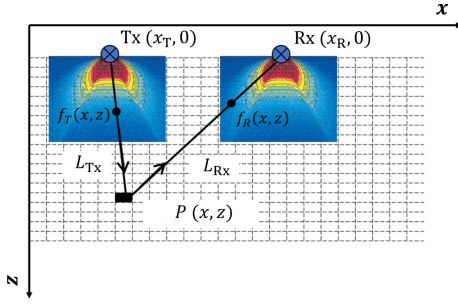 x
Tx (x_T, 0) Rx (x_R, 0)
f_T(x, z) f_R(x, z)
L_Tx L_Rx
P (x, z)
z